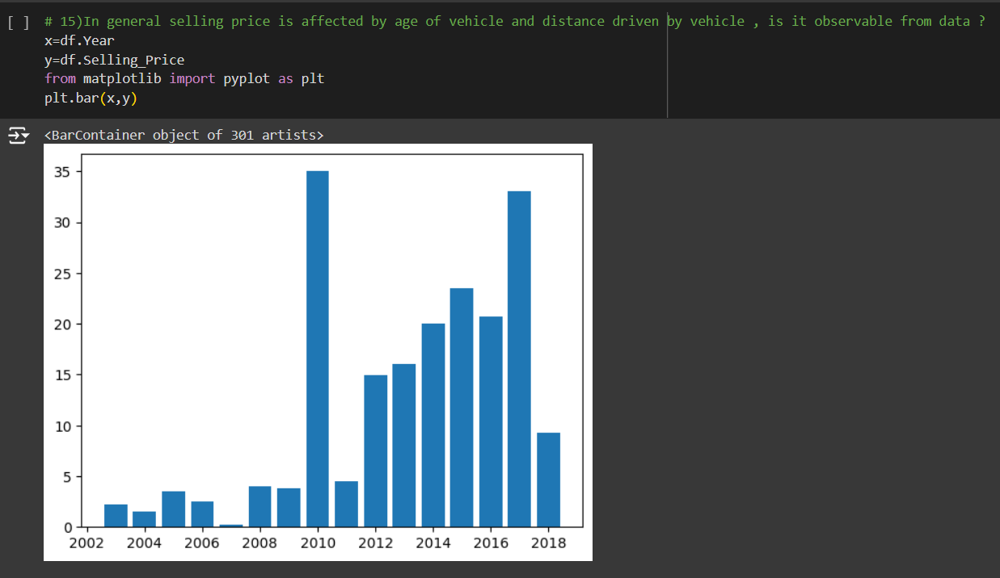 [ ] # 15)In general selling price is affected by age of vehicle and distance driven by vehicle , is it observable from data ?
x=df.Year
y=df.Selling_Price
from matplotlib import pyplot as plt
plt.bar(x,y)
<BarContainer object of 301 artists>
35
30
25
20
15
10
5
0
2002 2004 2006 2008 2010 2012 2014 2016 2018